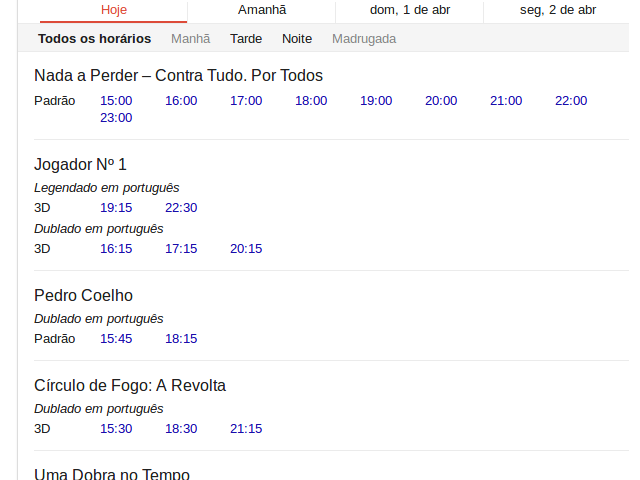 Hoje Amanhã dom, 1 de abr seg, 2 de abr
Todos os horários Manhã Tarde Noite Madrugada
Nada a Perder – Contra Tudo. Por Todos
Padrão 15:00 16:00 17:00 18:00 19:00 20:00 21:00 22:00
23:00
Jogador Nº 1
Legendado em português
3D 19:15 22:30
Dublado em português
3D 16:15 17:15 20:15
Pedro Coelho
Dublado em português
Padrão 15:45 18:15
Círculo de Fogo: A Revolta
Dublado em português
3D 15:30 18:30 21:15
Uma Dobra no Tempo